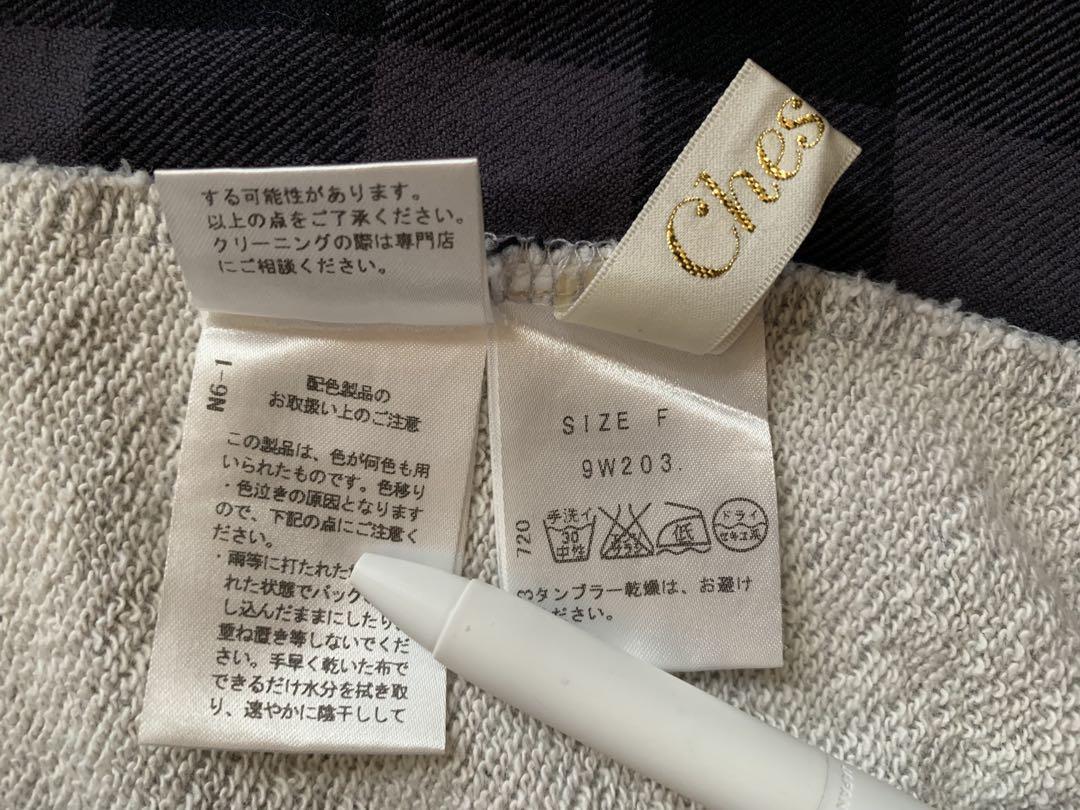 する可能性があります。
以上の点をご了承ください。
クリーニングの際は専門店
にご相談ください。
N6-1
配色製品の
お取扱い上のご注意
この製品は、色が何色も用
いられたものです。色移り
・色泣きの原因となります
ので、下記の点にご注意く
ださい。
・雨等に打たれた
れた状態でバッグ
し込んだままにしたり
重ね置き等しないでくだ
さい。手早く乾いた布で
できるだけ水分を拭き取
り、速やかに陰干しして
Ches
SIZE F
9W203.
720
手洗イ
30
中性
エンソ
サラシ
低
ドライ
セキユ系
タンブラー乾燥は、お避け
ださい。